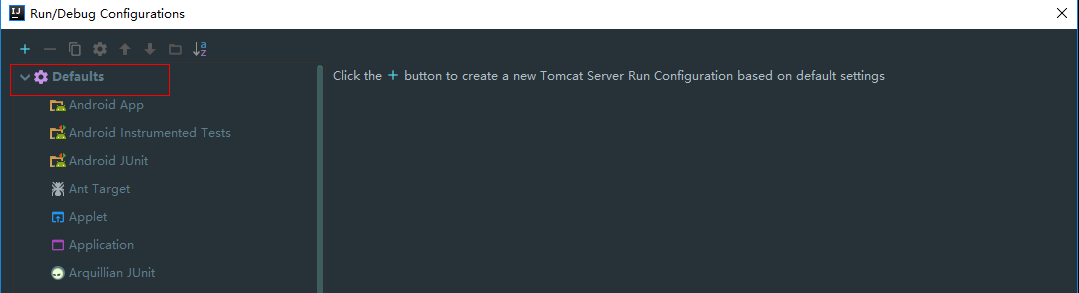 IJ Run/Debug Configurations
Defaults
Click the + button to create a new Tomcat Server Run Configuration based on default settings
Android App
Android Instrumented Tests
Android JUnit
Ant Target
Applet
Application
Arquillian JUnit